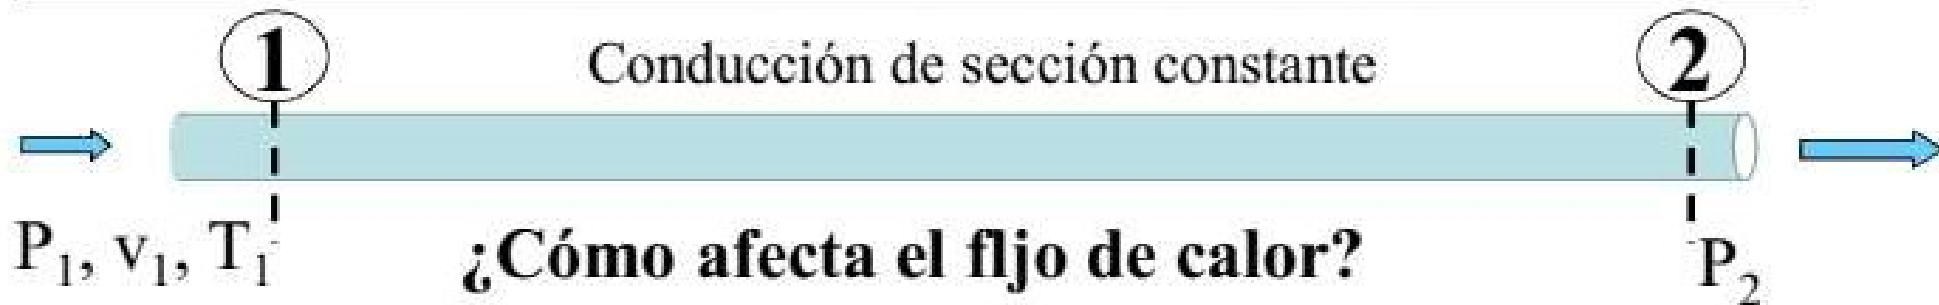 1
Conducción de sección constante
2
P₁, v₁, T₁
¿Cómo afecta el fljo de calor?
P₂